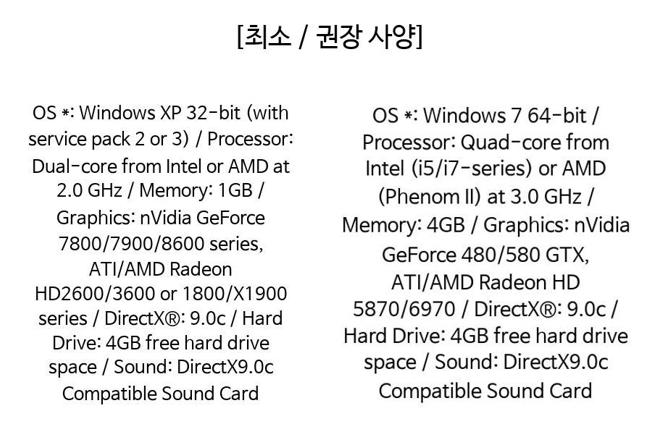 [최소 / 권장 사양]
OS *: Windows XP 32-bit (with
service pack 2 or 3) / Processor:
Dual-core from Intel or AMD at
2.0 GHz / Memory: 1GB /
Graphics: nVidia GeForce
7800/7900/8600 series,
ATI/AMD Radeon
HD2600/3600 or 1800/X1900
series / DirectX®: 9.0c / Hard
Drive: 4GB free hard drive
space / Sound: DirectX9.0c
Compatible Sound Card
OS *: Windows 7 64-bit /
Processor: Quad-core from
Intel (i5/i7-series) or AMD
(Phenom II) at 3.0 GHz /
Memory: 4GB / Graphics: nVidia
GeForce 480/580 GTX,
ATI/AMD Radeon HD
5870/6970 / DirectX®: 9.0c /
Hard Drive: 4GB free hard drive
space / Sound: DirectX9.0c
Compatible Sound Card